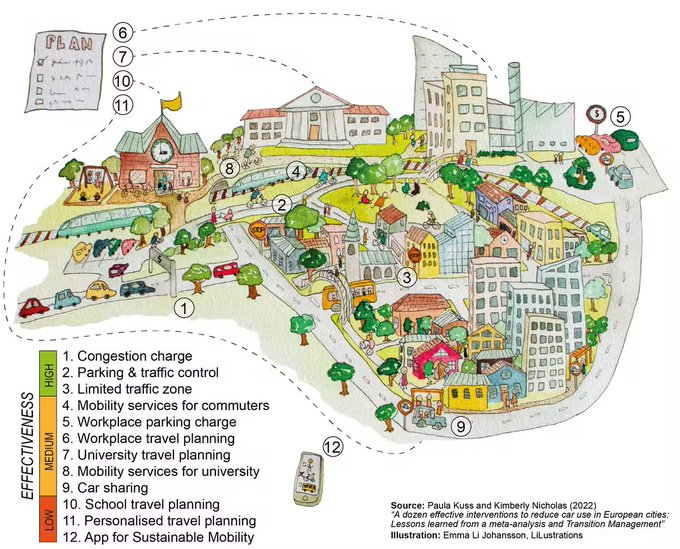 PLAN
6
7
10
11
8
4
2
5
$
STOP
STOP
3
$
1
9
12
EFFECTIVENESS
HIGH
MEDIUM
LOW
1. Congestion charge
2. Parking & traffic control
3. Limited traffic zone
4. Mobility services for commuters
5. Workplace parking charge
6. Workplace travel planning
7. University travel planning
8. Mobility services for university
9. Car sharing
10. School travel planning
11. Personalised travel planning
12. App for Sustainable Mobility
Source: Paula Kuss and Kimberly Nicholas (2022)
"A dozen effective interventions to reduce car use in European cities:
Lessons learned from a meta-analysis and Transition Management"
Illustration: Emma Li Johansson, LiLustrations